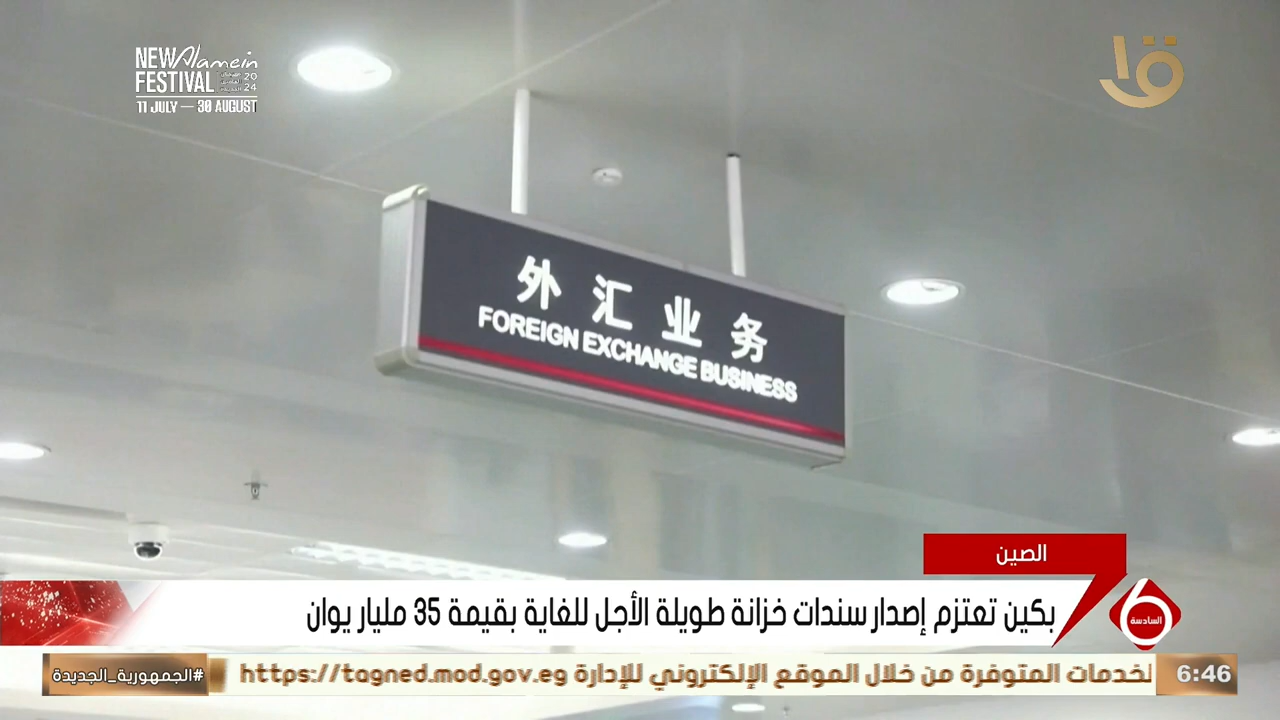 NEW Alamein
FESTIVAL
20
24
11 JULY — 30 AUGUST
外汇业务
FOREIGN EXCHANGE BUSINESS
الصين
بكين تعتزم إصدار سندات خزانة طويلة الأجل للغاية بقيمة 35 مليار يوان
السادسة
6:46
لخدمات المتوفرة من خلال الموقع الإلكتروني للإدارة https://tagned.mod.gov.eg
#الجمهورية_الجديدة